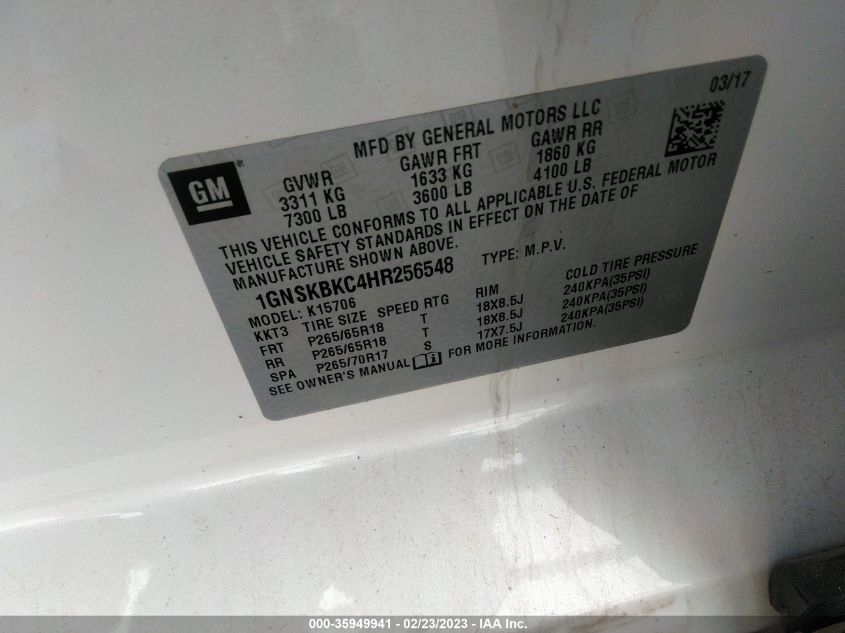 03/17
MFD BY GENERAL MOTORS LLC
GM®
GVWR GAWR FRT GAWR RR
3311 KG 1633 KG 1860 KG
7300 LB 3600 LB 4100 LB
THIS VEHICLE CONFORMS TO ALL APPLICABLE U.S. FEDERAL MOTOR
VEHICLE SAFETY STANDARDS IN EFFECT ON THE DATE OF
MANUFACTURE SHOWN ABOVE.
1GNSKBKC4HR256548 TYPE: M.P.V.
MODEL: K15706
KKT3 TIRE SIZE SPEED RTG RIM COLD TIRE PRESSURE
FRT P265/65R18 T 18X8.5J 240KPA(35PSI)
RR P265/65R18 T 18X8.5J 240KPA(35PSI)
SPA P265/70R17 S 17X7.5J 240KPA(35PSI)
SEE OWNER'S MANUAL FOR MORE INFORMATION.
000-35949941 - 02/23/2023 - IAA Inc.